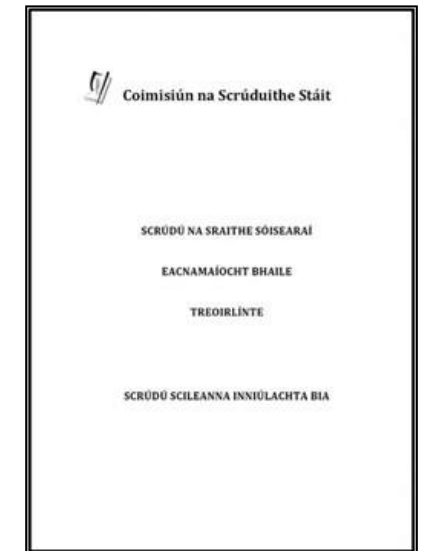 Coimisiún na Scrúduithe Stáit
SCRÚDÚ NA SRAITHE SÓISEARAÍ
EACNAMAÍOCHT BHAILE
TREOIRLÍNTE
SCRÚDÚ SCILEANNA INNIÚLACHTA BIA